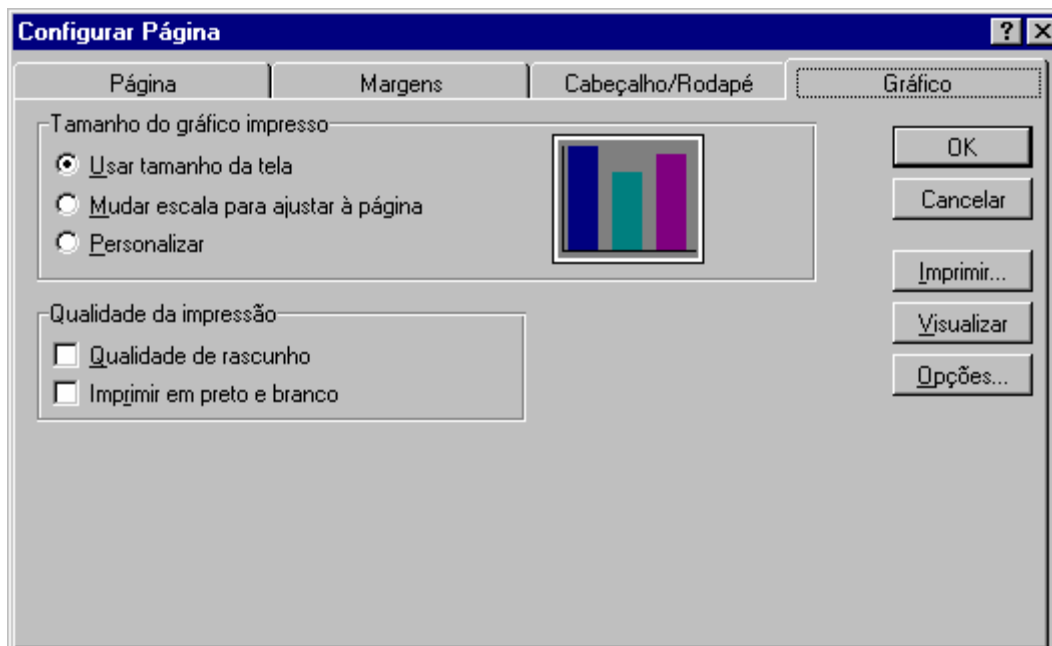 Configurar Página
Página
Margens
Cabeçalho/Rodapé
Gráfico
Tamanho do gráfico impresso
Usar tamanho da tela
Mudar escala para ajustar à página
Personalizar
Qualidade da impressão
Qualidade de rascunho
Imprimir em preto e branco
OK
Cancelar
Imprimir...
Visualizar
Opções...